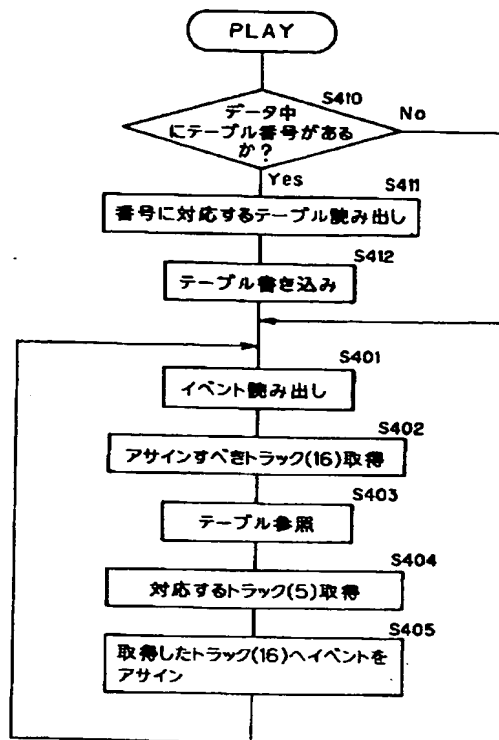 PLAY
S410
データ中
にテーブル番号がある
か?
No
Yes
S411
番号に対応するテーブル読み出し
S412
テーブル書き込み
S401
イベント読み出し
S402
アサインすべきトラック(16)取得
S403
テーブル参照
S404
対応するトラック(5)取得
S405
取得したトラック(16)へイベントを
アサイン